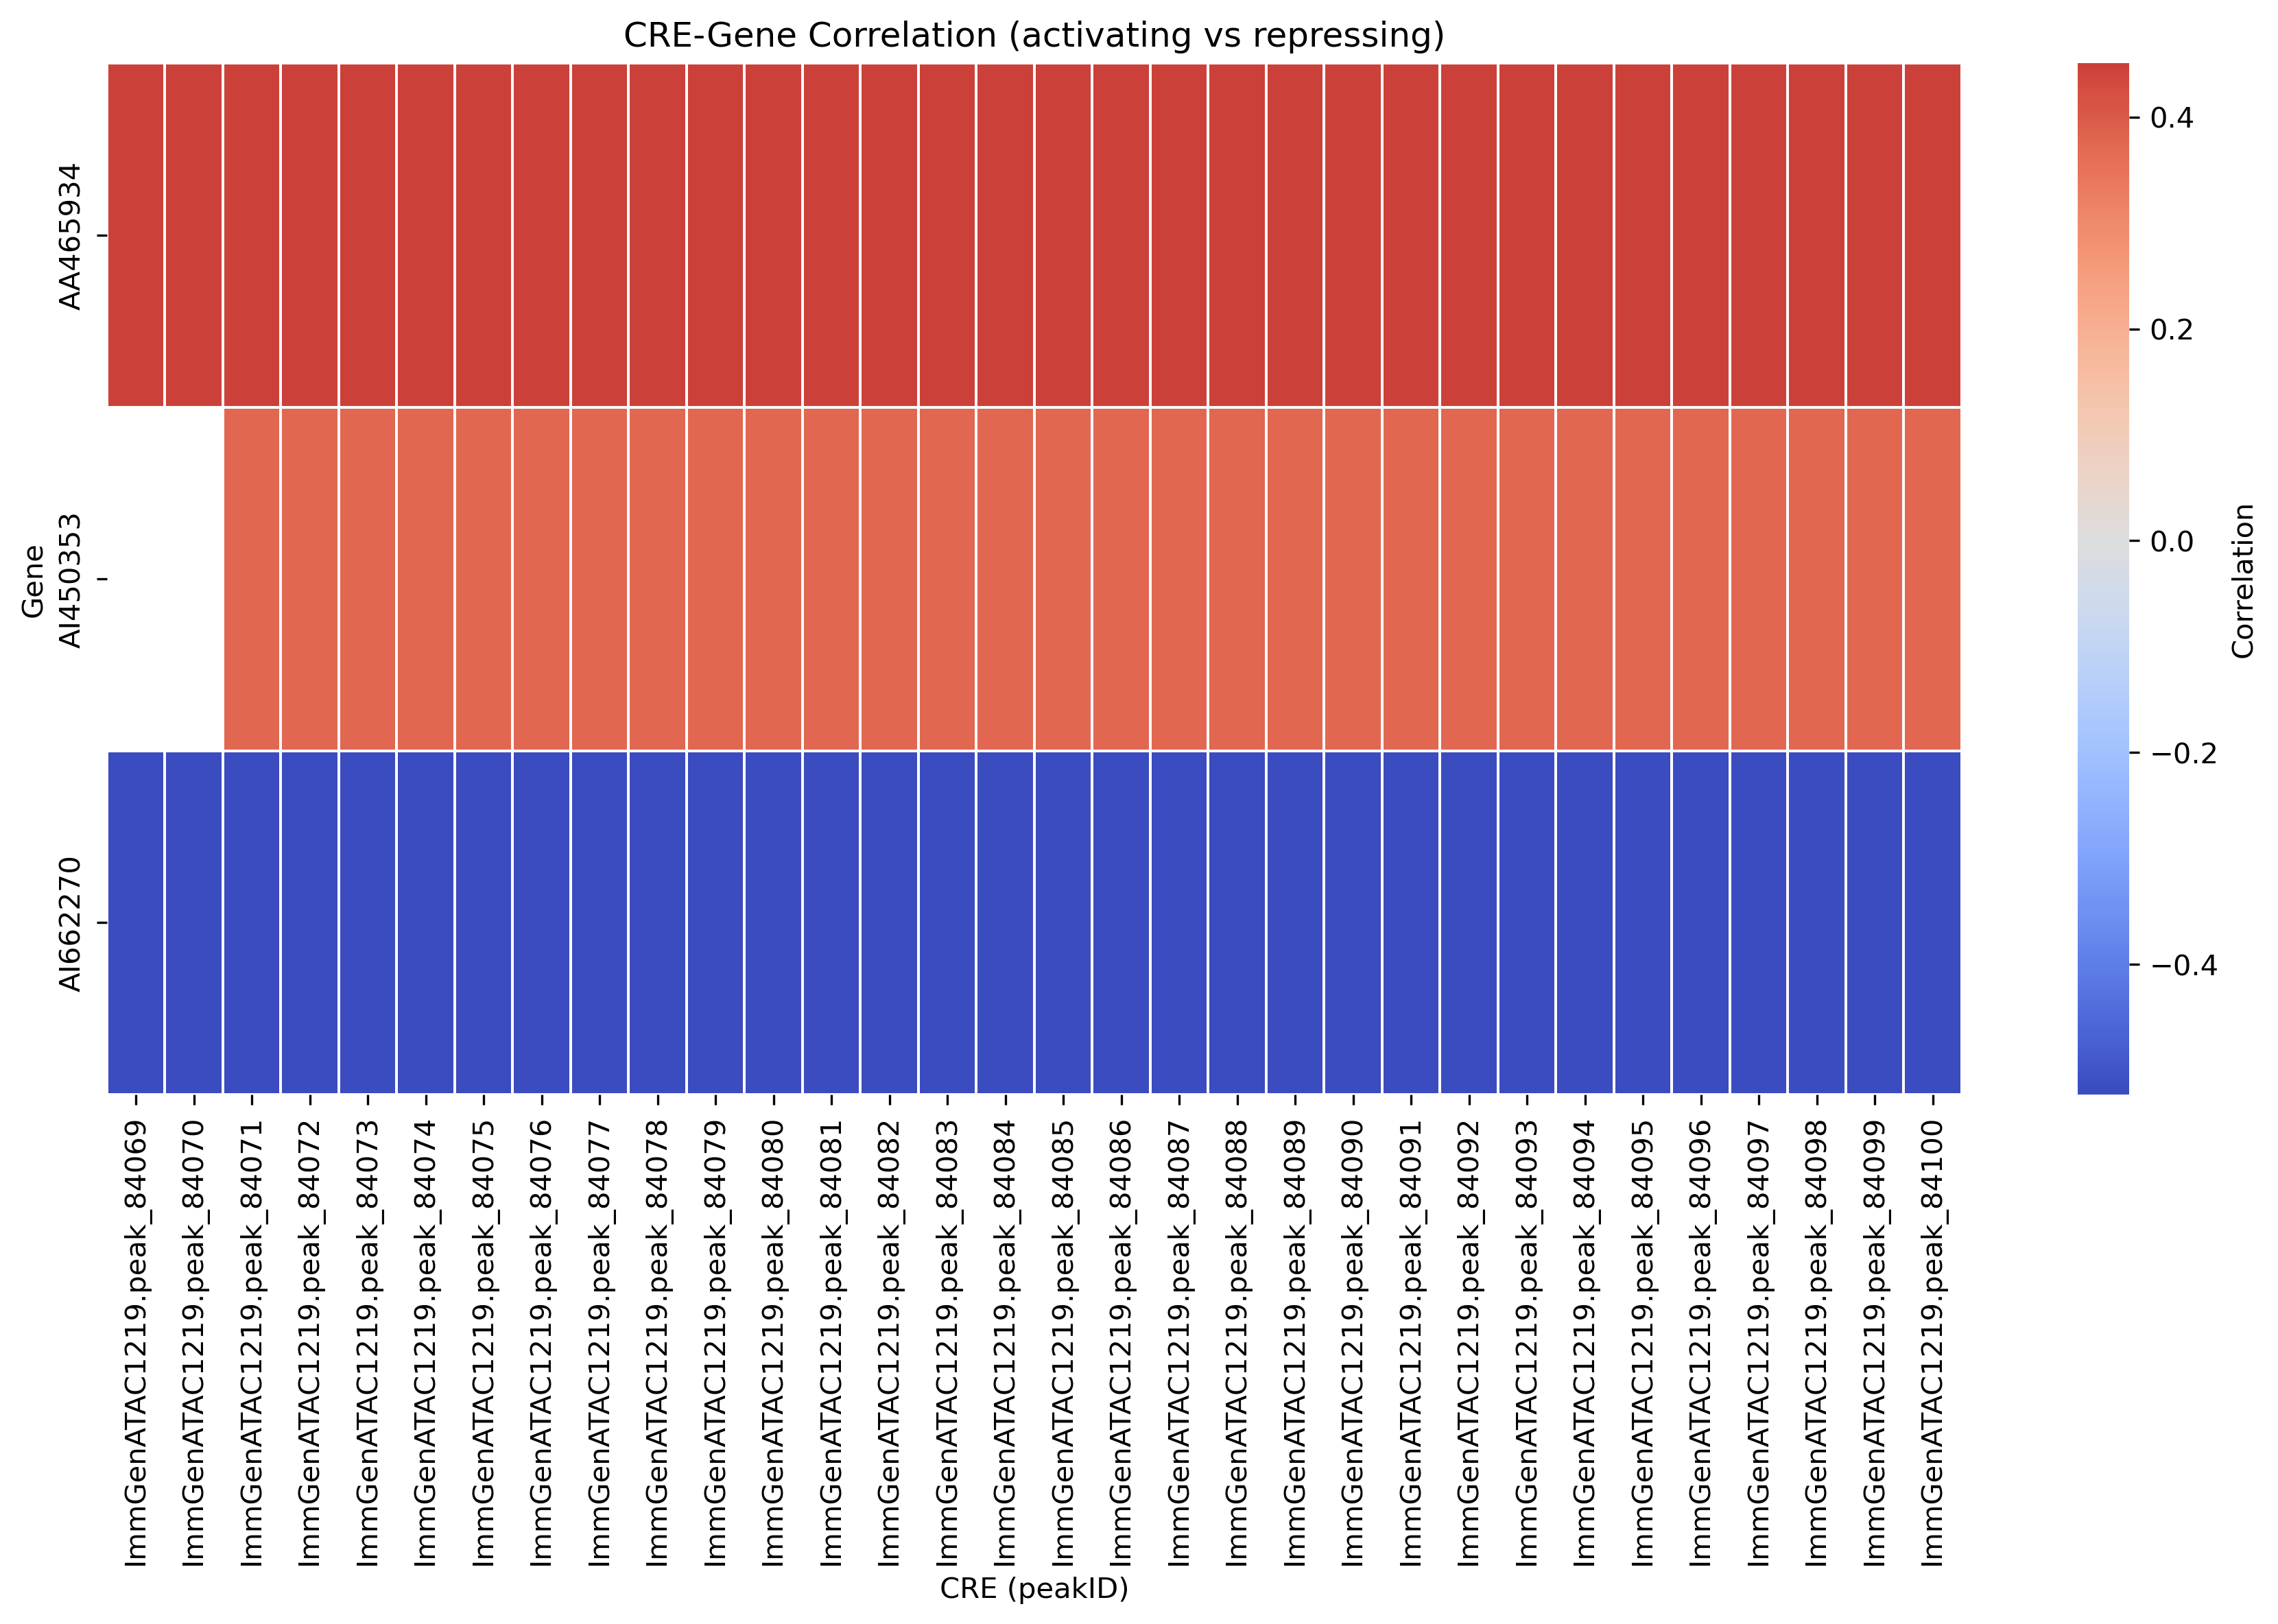 CRE-Gene Correlation (activating vs repressing)
Gene
AA465934
AI450353
AI662270
ImmGenATAC1219.peak_84069
ImmGenATAC1219.peak_84070
ImmGenATAC1219.peak_84071
ImmGenATAC1219.peak_84072
ImmGenATAC1219.peak_84073
ImmGenATAC1219.peak_84074
ImmGenATAC1219.peak_84075
ImmGenATAC1219.peak_84076
ImmGenATAC1219.peak_84077
ImmGenATAC1219.peak_84078
ImmGenATAC1219.peak_84079
ImmGenATAC1219.peak_84080
ImmGenATAC1219.peak_84081
ImmGenATAC1219.peak_84082
ImmGenATAC1219.peak_84083
ImmGenATAC1219.peak_84084
ImmGenATAC1219.peak_84085
ImmGenATAC1219.peak_84086
ImmGenATAC1219.peak_84087
ImmGenATAC1219.peak_84088
ImmGenATAC1219.peak_84089
ImmGenATAC1219.peak_84090
ImmGenATAC1219.peak_84091
ImmGenATAC1219.peak_84092
ImmGenATAC1219.peak_84093
ImmGenATAC1219.peak_84094
ImmGenATAC1219.peak_84095
ImmGenATAC1219.peak_84096
ImmGenATAC1219.peak_84097
ImmGenATAC1219.peak_84098
ImmGenATAC1219.peak_84099
ImmGenATAC1219.peak_84100
CRE (peakID)
0.4
0.2
0.0
−0.2
−0.4
Correlation